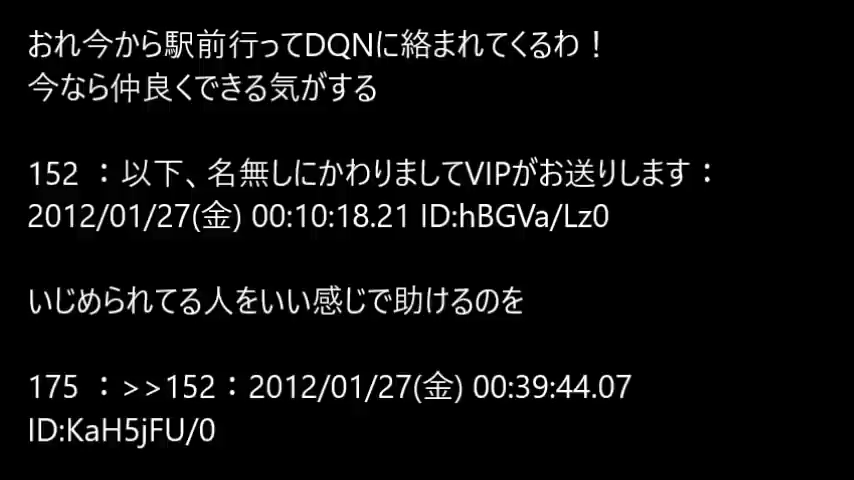 おれ今から駅前行ってDQNに絡まれてくるわ！
今なら仲良くできる気がする
152 ：以下、名無しにかわりましてVIPがお送りします：
2012/01/27(金) 00:10:18.21 ID:hBGVa/Lz0
いじめられてる人をいい感じで助けるのを
175 ：>>152：2012/01/27(金) 00:39:44.07
ID:KaH5jFU/0